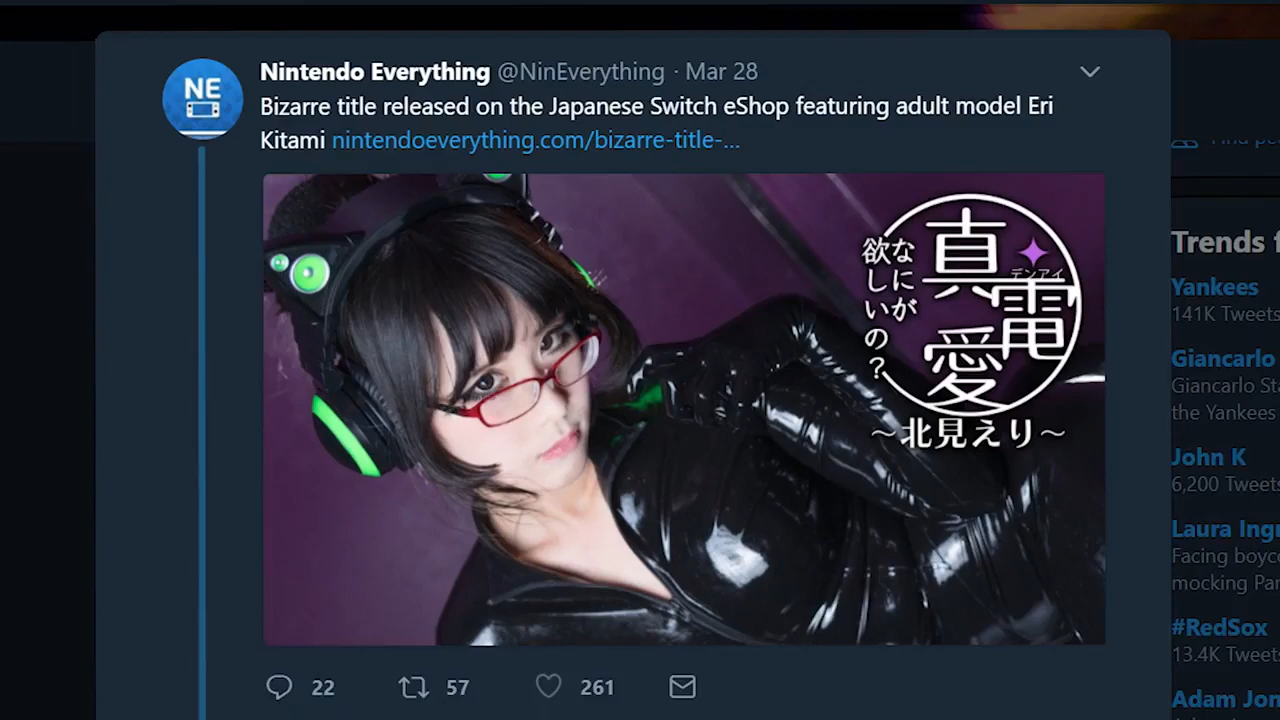 NE
Nintendo Everything @NinEverything · Mar 28
Bizarre title released on the Japanese Switch eShop featuring adult model Eri
Kitami nintendoeverything.com/bizarre-title-…
なにが
欲しいの?
真
デンアイ
電
愛
～北見えり～
22 57 261
Trends f
Yankees
141K Tweets
Giancarlo
Giancarlo St
the Yankees
John K
6,200 Tweets
Laura Ing
Facing boyc
mocking Par
#RedSox
13.4K Tweets
Adam Jon